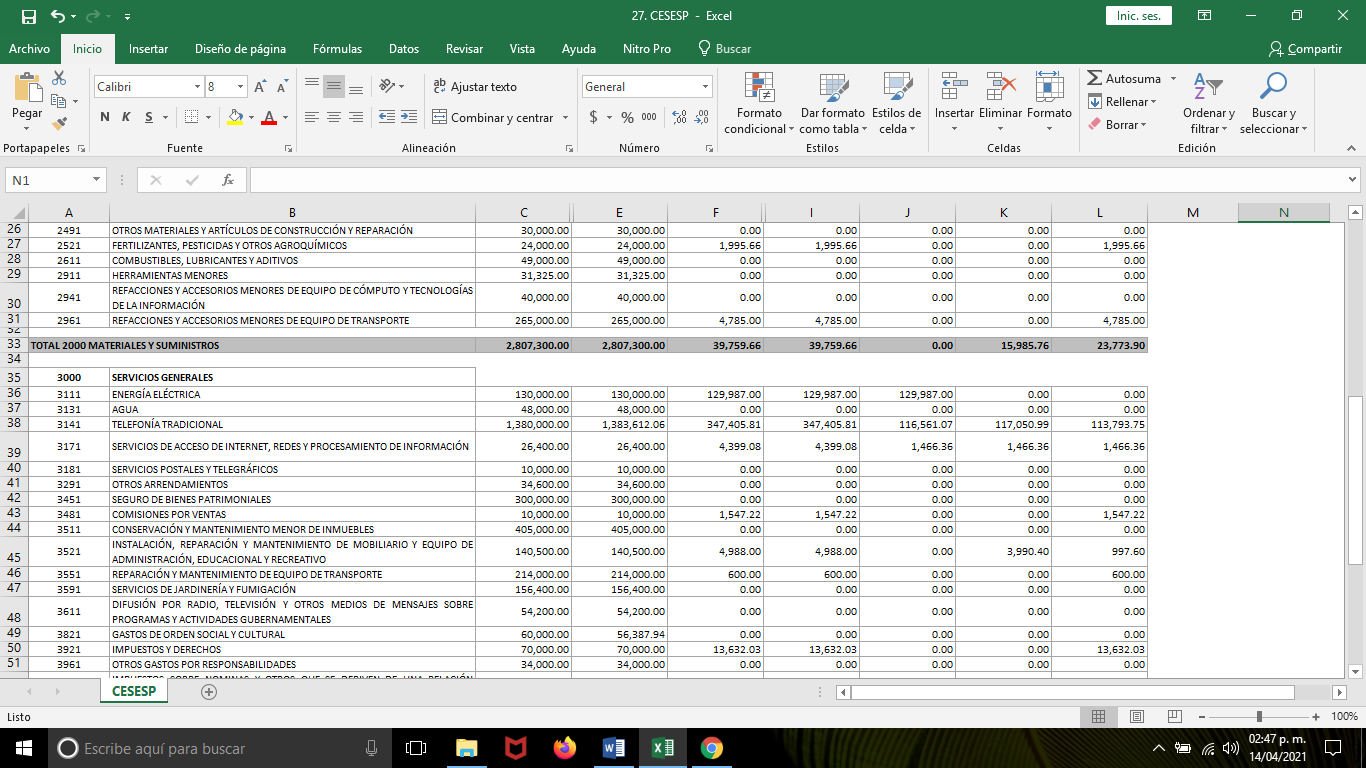 27. CESESP - Excel
Inic. ses.
Archivo Inicio Insertar Diseño de página Fórmulas Datos Revisar Vista Ayuda Nitro Pro Buscar Compartir
Pegar
Calibri 8
N K S
ab Ajustar texto
Combinar y centrar
General
$ % 000
Formato condicional
Dar formato como tabla
Estilos de celda
Insertar Eliminar Formato
Autosuma
Rellenar
Borrar
Ordenar y filtrar
Buscar y seleccionar
Portapapeles Fuente Alineación Número Estilos Celdas Edición
N1 fx
A B C E F I J K L M N
26 2491 OTROS MATERIALES Y ARTÍCULOS DE CONSTRUCCIÓN Y REPARACIÓN 30,000.00 30,000.00 0.00 0.00 0.00 0.00 0.00
27 2521 FERTILIZANTES, PESTICIDAS Y OTROS AGROQUÍMICOS 24,000.00 24,000.00 1,995.66 1,995.66 0.00 0.00 1,995.66
28 2611 COMBUSTIBLES, LUBRICANTES Y ADITIVOS 49,000.00 49,000.00 0.00 0.00 0.00 0.00 0.00
29 2911 HERRAMIENTAS MENORES 31,325.00 31,325.00 0.00 0.00 0.00 0.00 0.00
30 2941 REFACCIONES Y ACCESORIOS MENORES DE EQUIPO DE CÓMPUTO Y TECNOLOGÍAS
DE LA INFORMACIÓN 40,000.00 40,000.00 0.00 0.00 0.00 0.00 0.00
31 2961 REFACCIONES Y ACCESORIOS MENORES DE EQUIPO DE TRANSPORTE 265,000.00 265,000.00 4,785.00 4,785.00 0.00 0.00 4,785.00
32
33 TOTAL 2000 MATERIALES Y SUMINISTROS 2,807,300.00 2,807,300.00 39,759.66 39,759.66 0.00 15,985.76 23,773.90
34
35 3000 SERVICIOS GENERALES
36 3111 ENERGÍA ELÉCTRICA 130,000.00 130,000.00 129,987.00 129,987.00 129,987.00 0.00 0.00
37 3131 AGUA 48,000.00 48,000.00 0.00 0.00 0.00 0.00 0.00
38 3141 TELEFONÍA TRADICIONAL 1,380,000.00 1,383,612.06 347,405.81 347,405.81 116,561.07 117,050.99 113,793.75
39 3171 SERVICIOS DE ACCESO DE INTERNET, REDES Y PROCESAMIENTO DE INFORMACIÓN 26,400.00 26,400.00 4,399.08 4,399.08 1,466.36 1,466.36 1,466.36
40 3181 SERVICIOS POSTALES Y TELEGRÁFICOS 10,000.00 10,000.00 0.00 0.00 0.00 0.00 0.00
41 3291 OTROS ARRENDAMIENTOS 34,600.00 34,600.00 0.00 0.00 0.00 0.00 0.00
42 3451 SEGURO DE BIENES PATRIMONIALES 300,000.00 300,000.00 0.00 0.00 0.00 0.00 0.00
43 3481 COMISIONES POR VENTAS 10,000.00 10,000.00 1,547.22 1,547.22 0.00 0.00 1,547.22
44 3511 CONSERVACIÓN Y MANTENIMIENTO MENOR DE INMUEBLES 405,000.00 405,000.00 0.00 0.00 0.00 0.00 0.00
45 3521 INSTALACIÓN, REPARACIÓN Y MANTENIMIENTO DE MOBILIARIO Y EQUIPO DE
ADMINISTRACIÓN, EDUCACIONAL Y RECREATIVO 140,500.00 140,500.00 4,988.00 4,988.00 0.00 3,990.40 997.60
46 3551 REPARACIÓN Y MANTENIMIENTO DE EQUIPO DE TRANSPORTE 214,000.00 214,000.00 600.00 600.00 0.00 0.00 600.00
47 3591 SERVICIOS DE JARDINERÍA Y FUMIGACIÓN 156,400.00 156,400.00 0.00 0.00 0.00 0.00 0.00
48 3611 DIFUSIÓN POR RADIO, TELEVISIÓN Y OTROS MEDIOS DE MENSAJES SOBRE
PROGRAMAS Y ACTIVIDADES GUBERNAMENTALES 54,200.00 54,200.00 0.00 0.00 0.00 0.00 0.00
49 3821 GASTOS DE ORDEN SOCIAL Y CULTURAL 60,000.00 56,387.94 0.00 0.00 0.00 0.00 0.00
50 3921 IMPUESTOS Y DERECHOS 70,000.00 70,000.00 13,632.03 13,632.03 0.00 0.00 13,632.03
51 3961 OTROS GASTOS POR RESPONSABILIDADES 34,000.00 34,000.00 0.00 0.00 0.00 0.00 0.00
IMPUESTOS SOBRE NOMINAS Y OTROS QUE SE DERIVEN DE UNA RELACIÓN
CESESP
Listo 100%
Escribe aquí para buscar
02:47 p. m.
14/04/2021